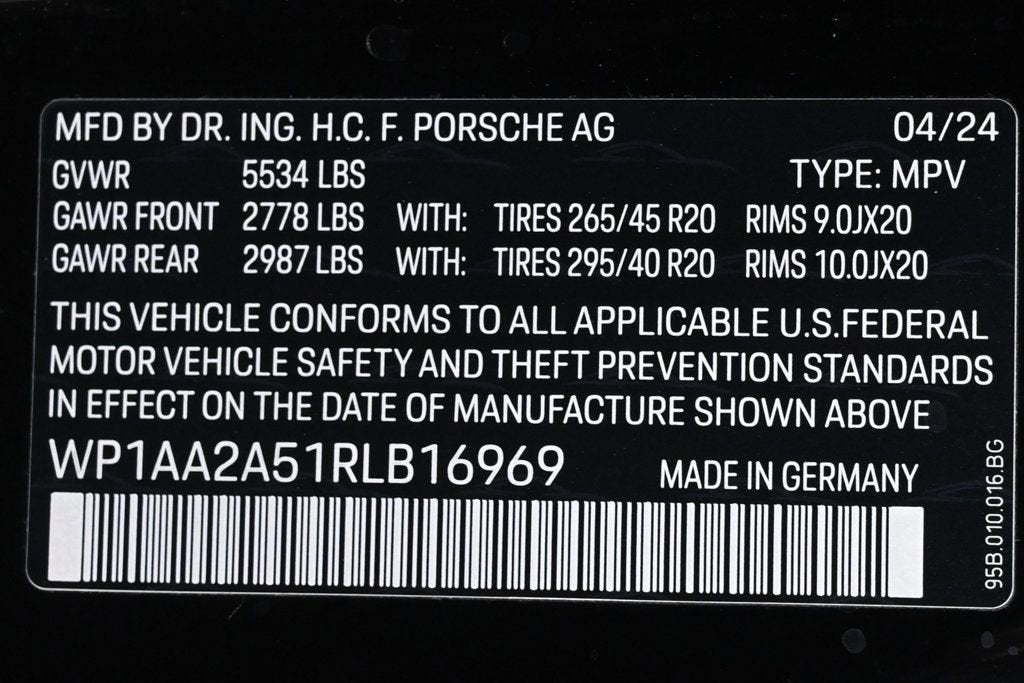 MFD BY DR. ING. H.C. F. PORSCHE AG 04/24
GVWR 5534 LBS TYPE: MPV
GAWR FRONT 2778 LBS WITH: TIRES 265/45 R20 RIMS 9.0JX20
GAWR REAR 2987 LBS WITH: TIRES 295/40 R20 RIMS 10.0JX20
THIS VEHICLE CONFORMS TO ALL APPLICABLE U.S.FEDERAL
MOTOR VEHICLE SAFETY AND THEFT PREVENTION STANDARDS
IN EFFECT ON THE DATE OF MANUFACTURE SHOWN ABOVE
WP1AA2A51RLB16969 MADE IN GERMANY
95B.010.016.BG